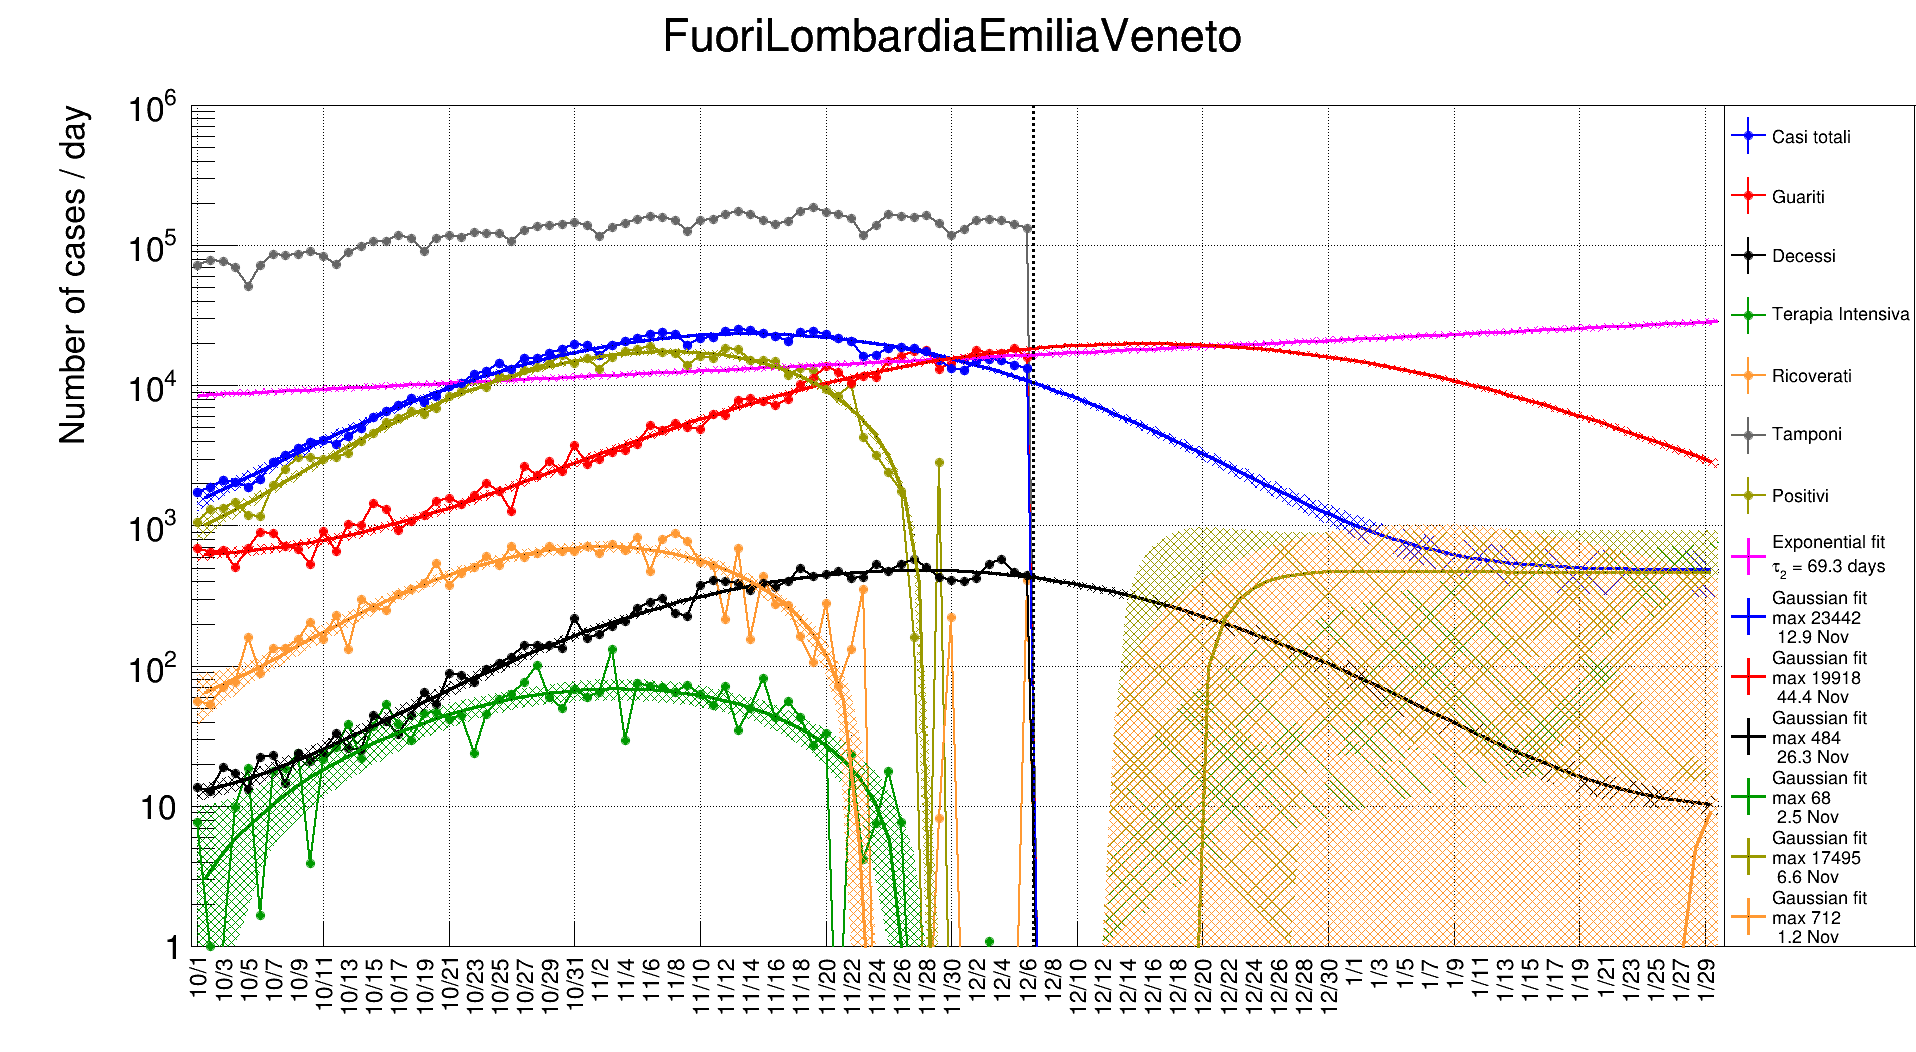 FuoriLombardiaEmiliaVeneto
Number of cases / day
10^6
10^5
10^4
10^3
10^2
10
1
10/1 10/3 10/5 10/7 10/9 10/11 10/13 10/15 10/17 10/19 10/21 10/23 10/25 10/27 10/29 10/31 11/2 11/4 11/6 11/8 11/10 11/12 11/14 11/16 11/18 11/20 11/22 11/24 11/26 11/28 11/30 12/2 12/4 12/6 12/8 12/10 12/12 12/14 12/16 12/18 12/20 12/22 12/24 12/26 12/28 12/30 1/1 1/3 1/5 1/7 1/9 1/11 1/13 1/15 1/17 1/19 1/21 1/23 1/25 1/27 1/29
Casi totali
Guariti
Decessi
Terapia Intensiva
Ricoverati
Tamponi
Positivi
Exponential fit
τ₂ = 69.3 days
Gaussian fit
max 23442
12.9 Nov
Gaussian fit
max 19918
44.4 Nov
Gaussian fit
max 484
26.3 Nov
Gaussian fit
max 68
2.5 Nov
Gaussian fit
max 17495
6.6 Nov
Gaussian fit
max 712
1.2 Nov